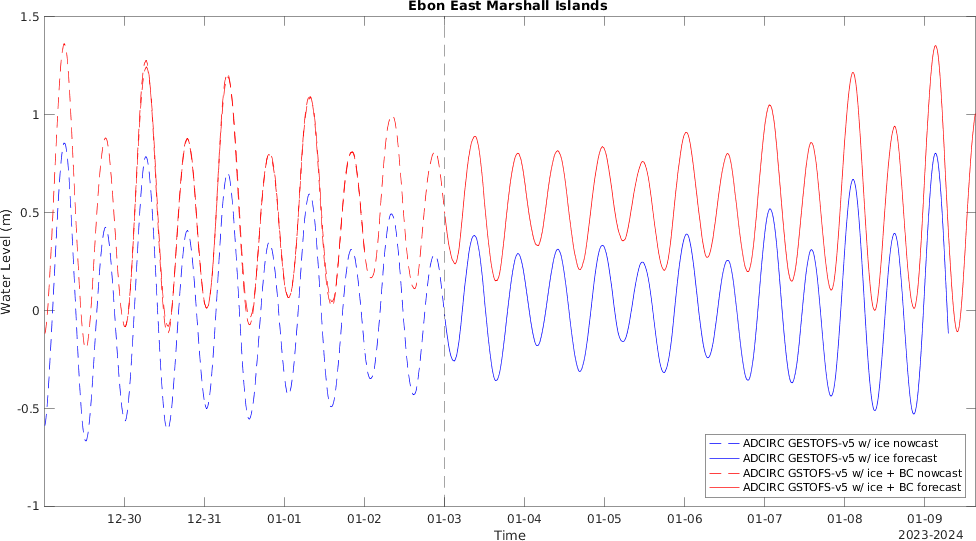 Ebon East Marshall Islands
1.5
1
0.5
0
-0.5
-1
Water Level (m)
ADCIRC GESTOFS-v5 w/ ice nowcast
ADCIRC GESTOFS-v5 w/ ice forecast
ADCIRC GSTOFS-v5 w/ ice + BC nowcast
ADCIRC GSTOFS-v5 w/ ice + BC forecast
12-30 12-31 01-01 01-02 01-03 01-04 01-05 01-06 01-07 01-08 01-09
Time
2023-2024